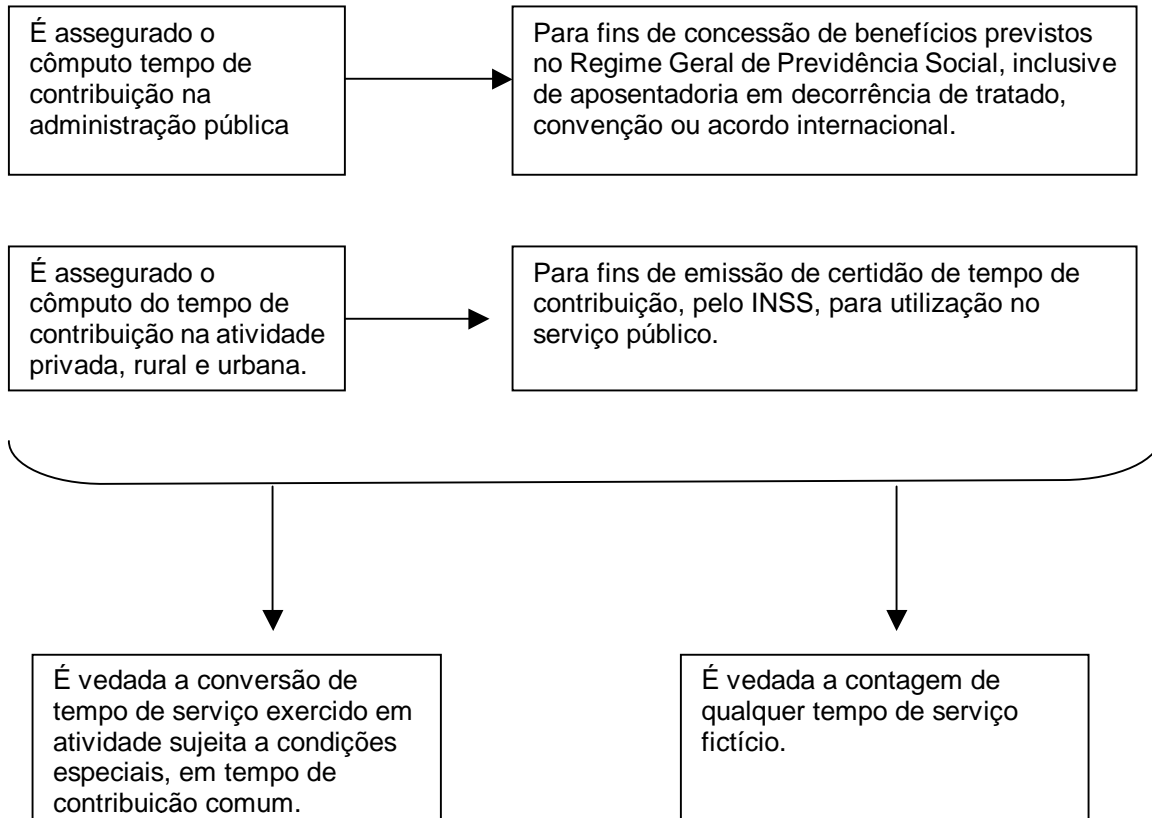 É assegurado o
cômputo tempo de
contribuição na
administração pública
Para fins de concessão de benefícios previstos
no Regime Geral de Previdência Social, inclusive
de aposentadoria em decorrência de tratado,
convenção ou acordo internacional.
É assegurado o
cômputo do tempo de
contribuição na atividade
privada, rural e urbana.
Para fins de emissão de certidão de tempo de
contribuição, pelo INSS, para utilização no
serviço público.
É vedada a conversão de
tempo de serviço exercido em
atividade sujeita a condições
especiais, em tempo de
contribuição comum.
É vedada a contagem de
qualquer tempo de serviço
fictício.